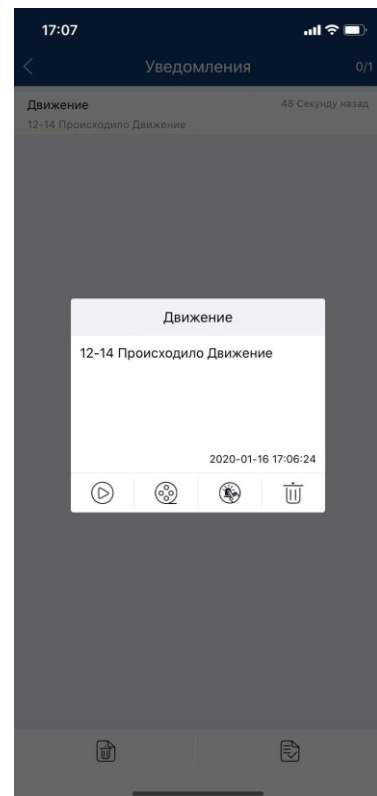 17:07
Уведомления 0/1
Движение 48 Секунду назад
12-14 Происходило Движение
Движение
12-14 Происходило Движение
2020-01-16 17:06:24